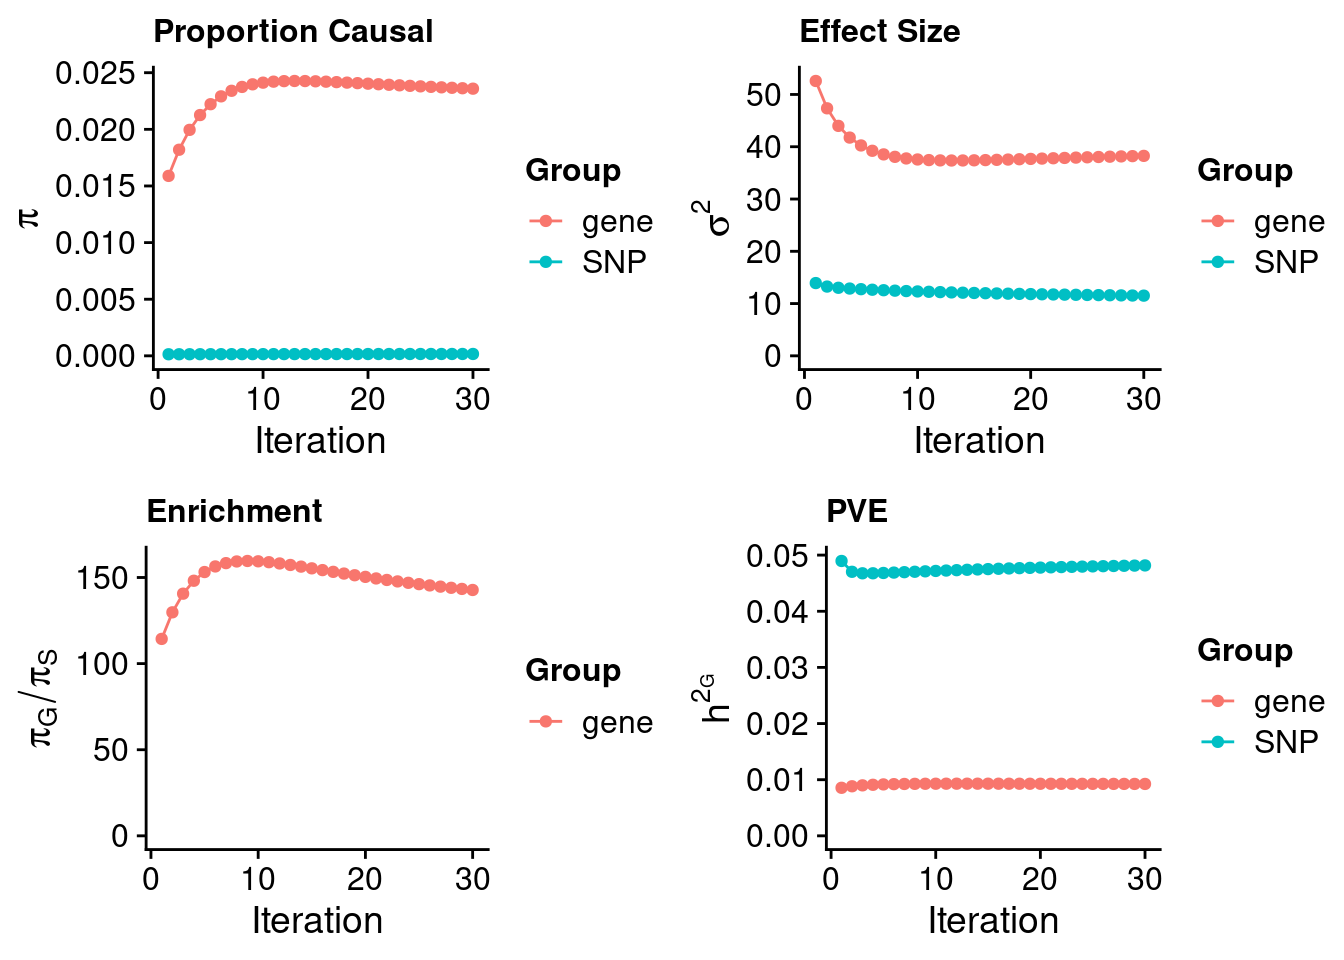 Proportion Causal
0.025
0.020
0.015
0.010
0.005
0.000
π
0 10 20 30
Iteration
Group
gene
SNP
Effect Size
50
40
30
20
10
0
σ²
0 10 20 30
Iteration
Group
gene
SNP
Enrichment
150
100
50
0
πG/πS
0 10 20 30
Iteration
Group
gene
PVE
0.05
0.04
0.03
0.02
0.01
0.00
h²G
0 10 20 30
Iteration
Group
gene
SNP